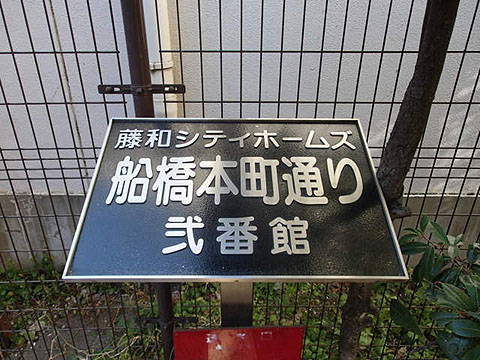 藤和シティホームズ
船橋本町通り
弐番館